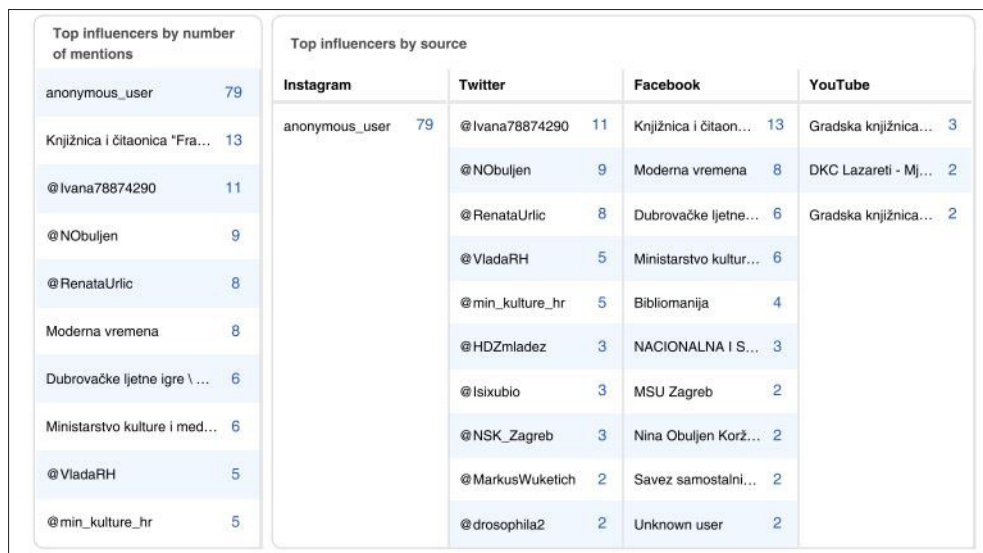 Top influencers by number
of mentions
anonymous_user 79
Knjižnica i čitaonica "Fra... 13
@Ivana78874290 11
@NObuljen 9
@RenataUrlic 8
Moderna vremena 8
Dubrovačke ljetne igre \ ... 6
Ministarstvo kulture i med... 6
@VladaRH 5
@min_kulture_hr 5
Top influencers by source
Instagram Twitter Facebook YouTube
anonymous_user 79 @Ivana78874290 11 Knjižnica i čitaon... 13 Gradska knjižnica... 3
@NObuljen 9 Moderna vremena 8 DKC Lazareti - Mj... 2
@RenataUrlic 8 Dubrovačke ljetne... 6 Gradska knjižnica... 2
@VladaRH 5 Ministarstvo kultur... 6
@min_kulture_hr 5 Bibliomanija 4
@HDZmladez 3 NACIONALNA I S... 3
@Isixubio 3 MSU Zagreb 2
@NSK_Zagreb 3 Nina Obuljen Korž... 2
@MarkusWuketich 2 Savez samostalni... 2
@drosophila2 2 Unknown user 2